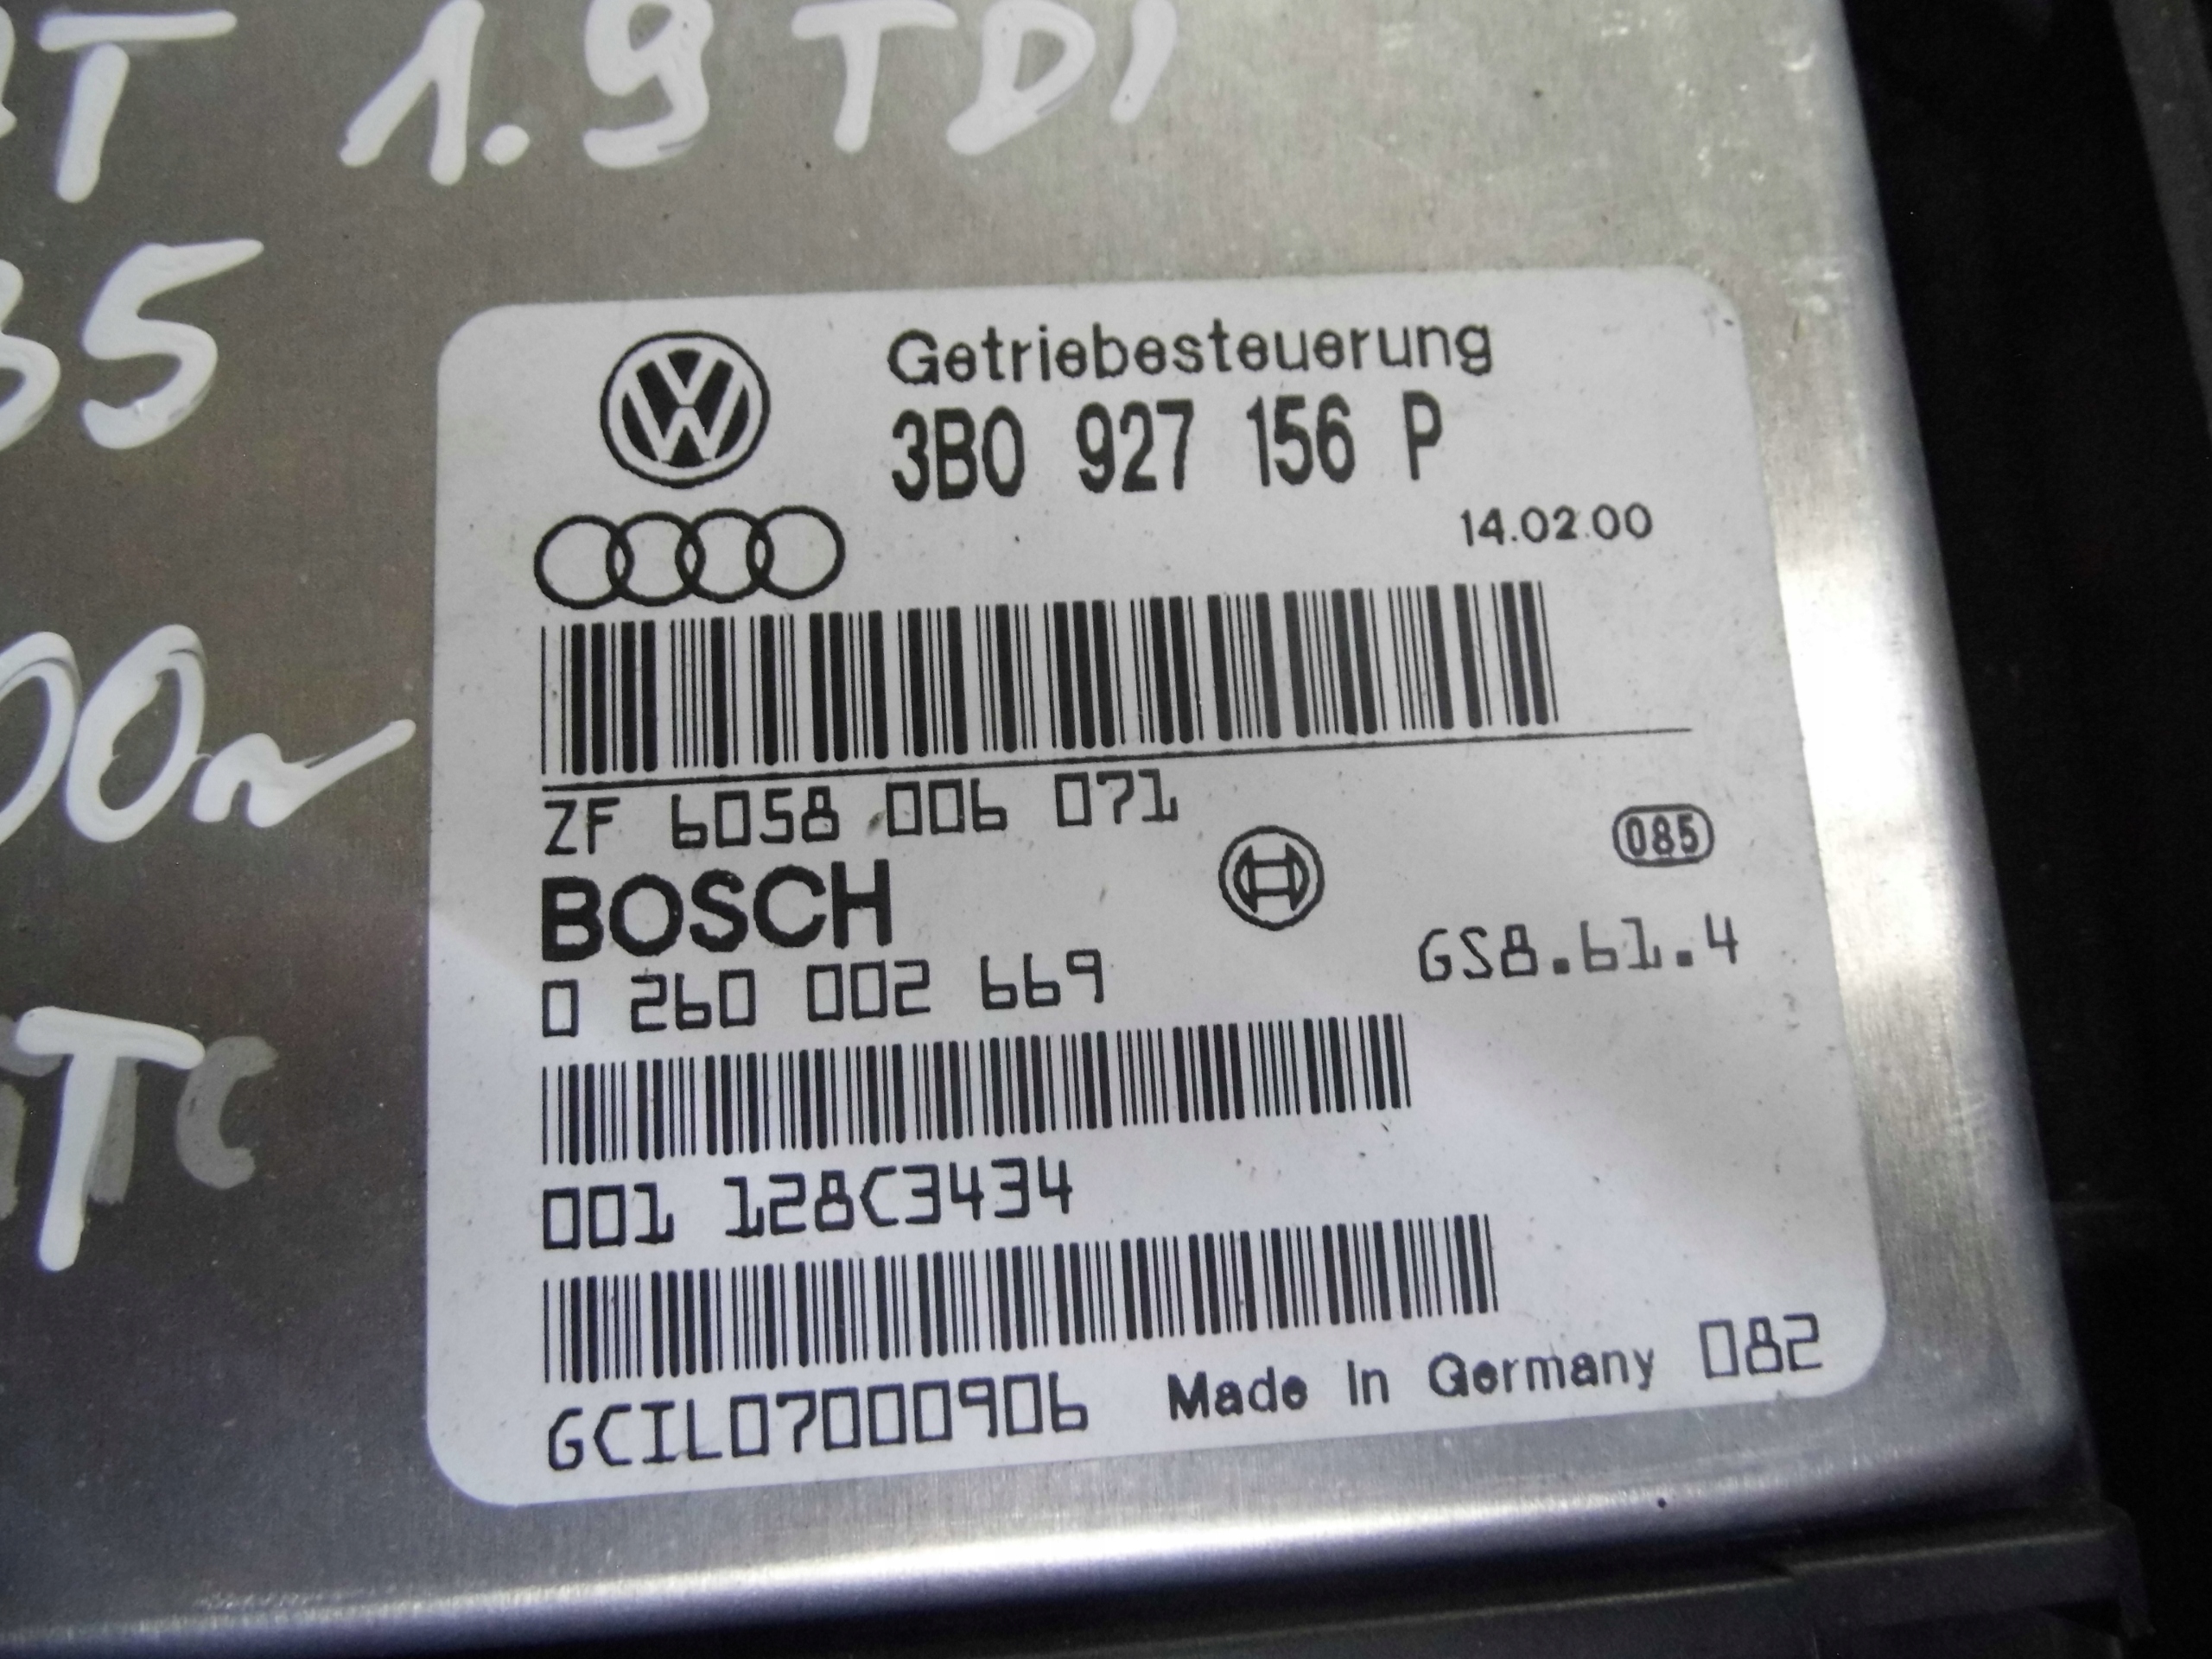 T 1.9 TDI
35
Getriebesteuerung
3B0 927 156 P
14.02.00
ZF 6058 006 071
085
BOSCH
0 260 002 669
GS8.61.4
001 128C3434
GCIL07000906 Made In Germany 082